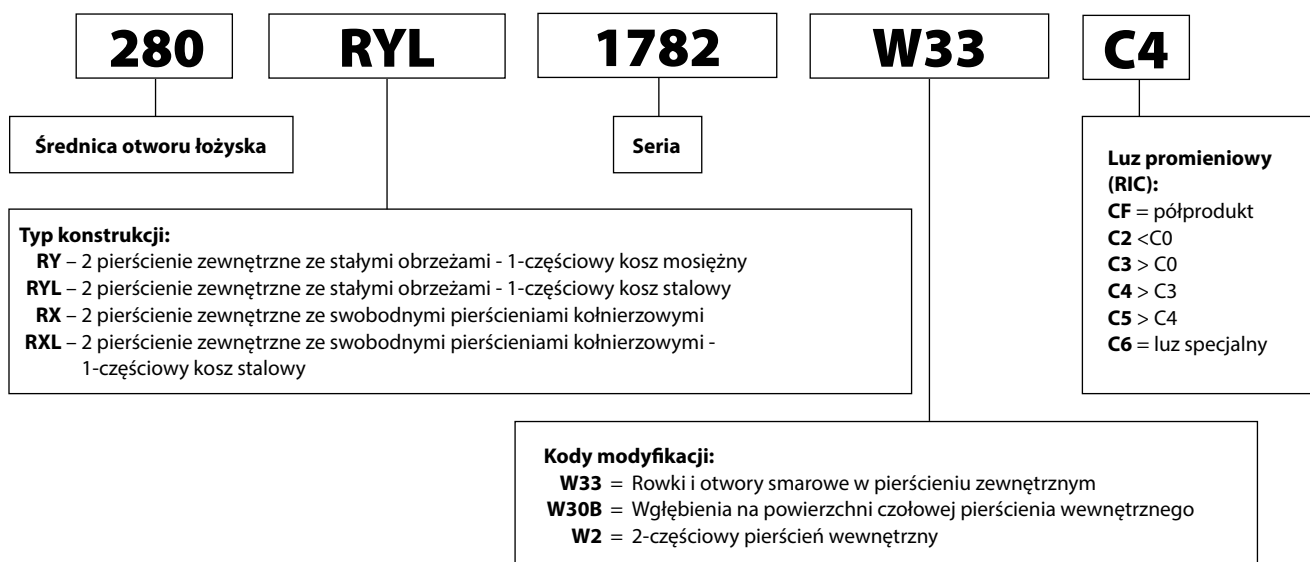 280 RYL 1782 W33 C4
Średnica otworu łożyska
Seria
Luz promieniowy
(RIC):
CF = półprodukt
C2 <C0
C3 > C0
C4 > C3
C5 > C4
C6 = luz specjalny
Typ konstrukcji:
RY – 2 pierścienie zewnętrzne ze stałymi obrzeżami - 1-częściowy kosz mosiężny
RYL – 2 pierścienie zewnętrzne ze stałymi obrzeżami - 1-częściowy kosz stalowy
RX – 2 pierścienie zewnętrzne ze swobodnymi pierścieniami kołnierzowymi
RXL – 2 pierścienie zewnętrzne ze swobodnymi pierścieniami kołnierzowymi -
1-częściowy kosz stalowy
Kody modyfikacji:
W33 = Rowki i otwory smarowe w pierścieniu zewnętrznym
W30B = Wgłębienia na powierzchni czołowej pierścienia wewnętrznego
W2 = 2-częściowy pierścień wewnętrzny